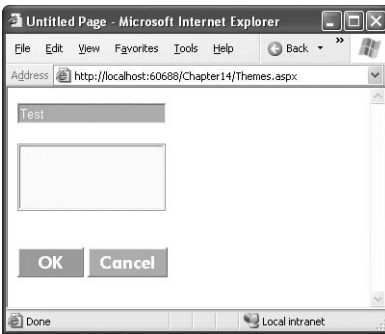 Untitled Page - Microsoft Internet Explorer
File Edit View Favorites Tools Help Back »
Address http://localhost:60688/Chapter14/Themes.aspx
Test
OK Cancel
Done Local intranet